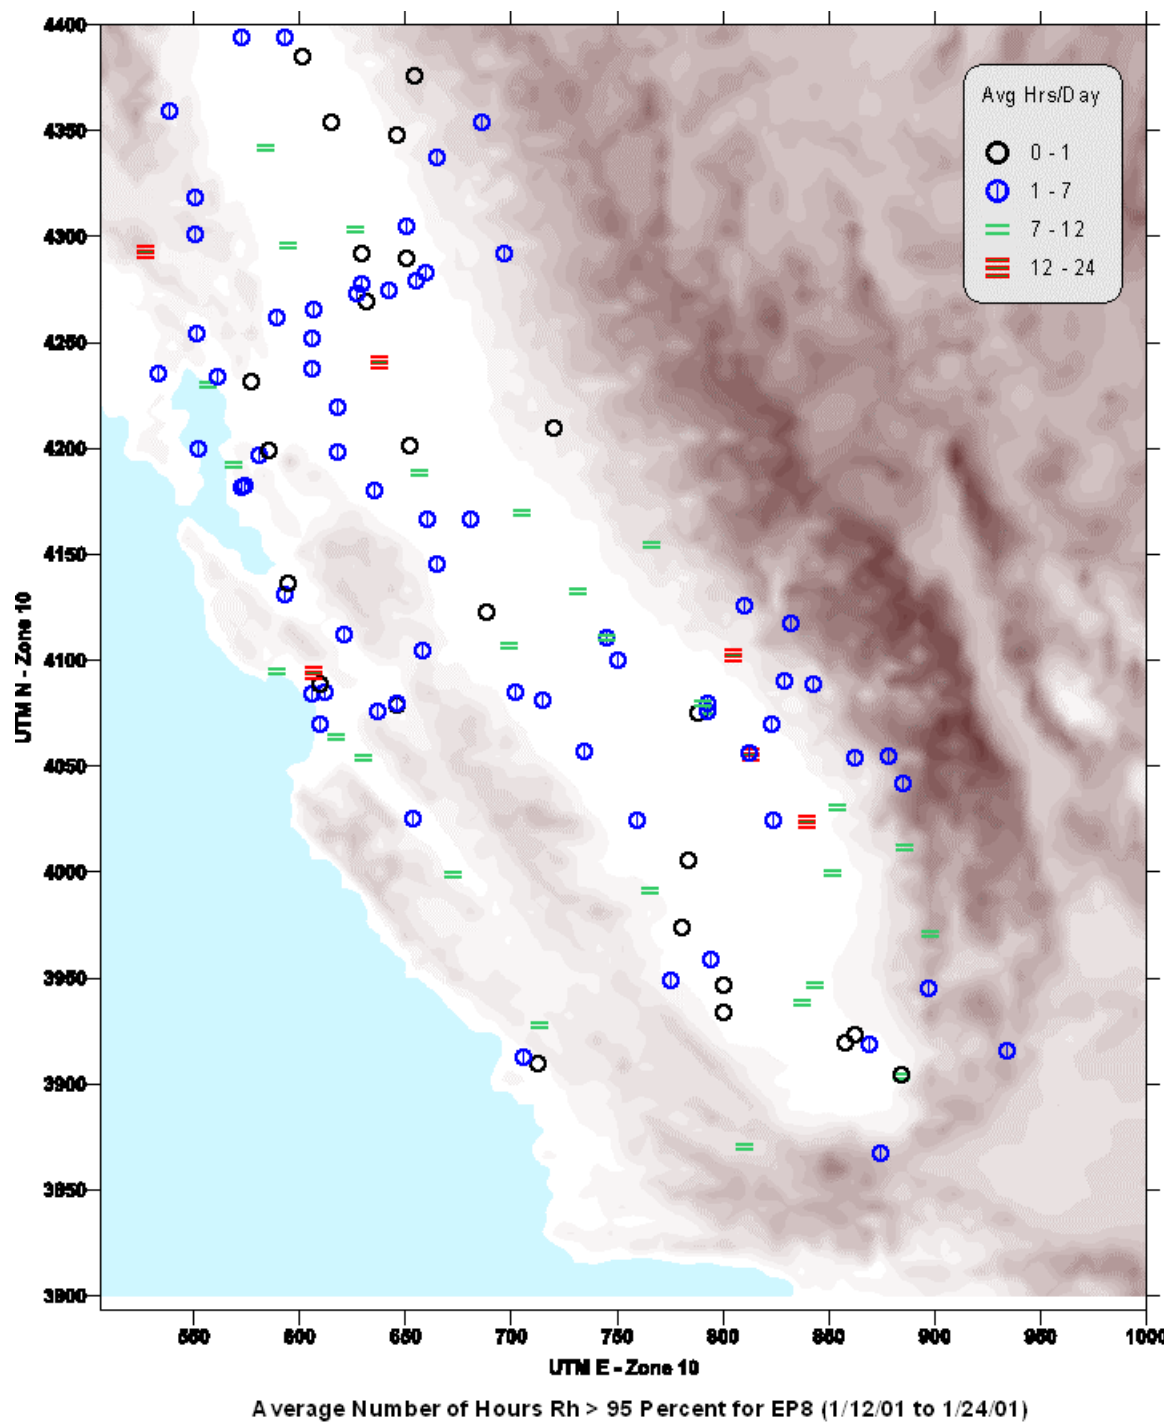 4400
4350
4300
4250
4200
4150
4100
4050
4000
3950
3900
3850
3800
UTM N - Zone 10
Avg Hrs/Day
0 - 1
1 - 7
7 - 12
12 - 24
550 600 650 700 750 800 850 900 950 1000
UTM E - Zone 10
Average Number of Hours Rh > 95 Percent for EP8 (1/12/01 to 1/24/01)